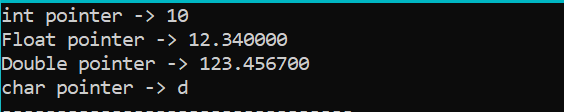 int pointer -> 10
Float pointer -> 12.340000
Double pointer -> 123.456700
char pointer -> d
--------------------------------